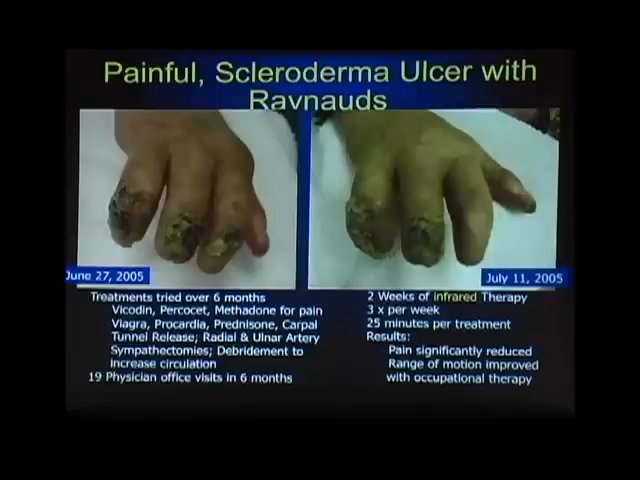 Painful, Scleroderma Ulcer with
Raynauds
June 27, 2005
July 11, 2005
Treatments tried over 6 months
Vicodin, Percocet, Methadone for pain
Viagra, Procardia, Prednisone, Carpal
Tunnel Release; Radial & Ulnar Artery
Sympathectomies; Debridement to
increase circulation
19 Physician office visits in 6 months
2 Weeks of infrared Therapy
3 x per week
25 minutes per treatment
Results:
Pain significantly reduced
Range of motion improved
with occupational therapy